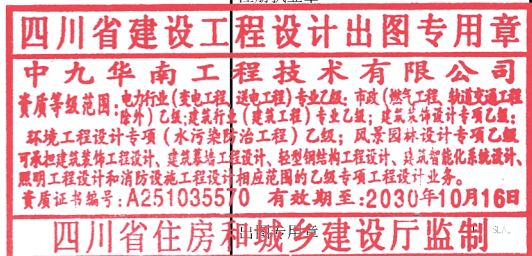 四川省建设工程设计出图专用章
中九华南工程技术有限公司
资质等级范围:电力行业(变电工程、送电工程)专业乙级;市政(燃气工程、轨道交通工程
除外)乙级;建筑行业(建筑工程)专业乙级;建筑装饰设计专项乙级;
环境工程设计专项(水污染防治工程)乙级;风景园林设计专项乙级
可承担建筑装饰工程设计、建筑幕墙工程设计、轻型钢结构工程设计、建筑智能化系统设计、
照明工程设计和消防设施工程设计相应范围的乙级专项工程设计业务。
资质证书编号:A251035570 有效期至:2030年10月16日
四川省住房和城乡建设厅监制
出图专用章